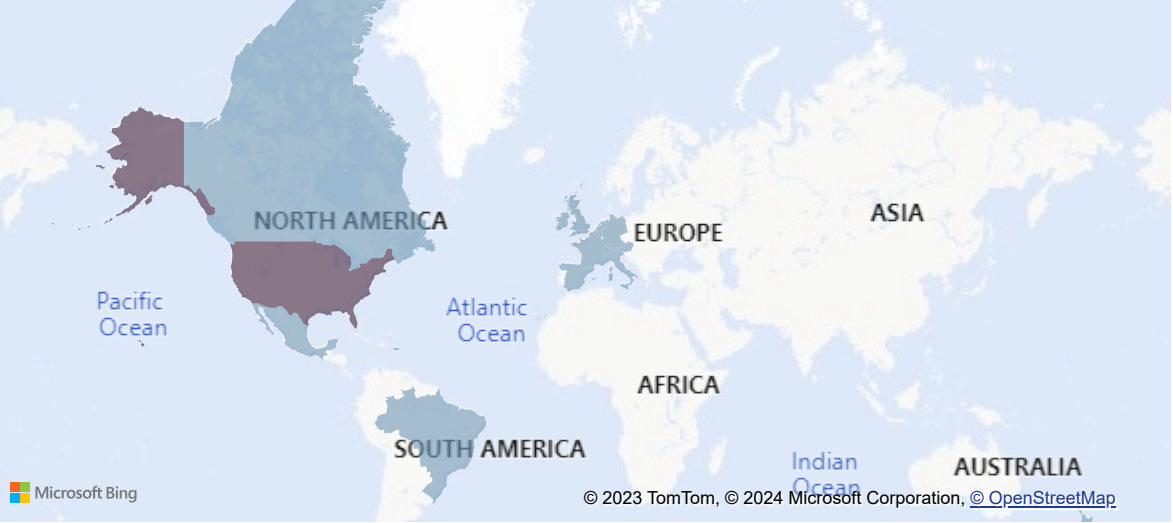 NORTH AMERICA
ASIA
EUROPE
Pacific
Ocean
Atlantic
Ocean
AFRICA
SOUTH AMERICA
Indian
Ocean
AUSTRALIA
Microsoft Bing
© 2023 TomTom, © 2024 Microsoft Corporation, © OpenStreetMap